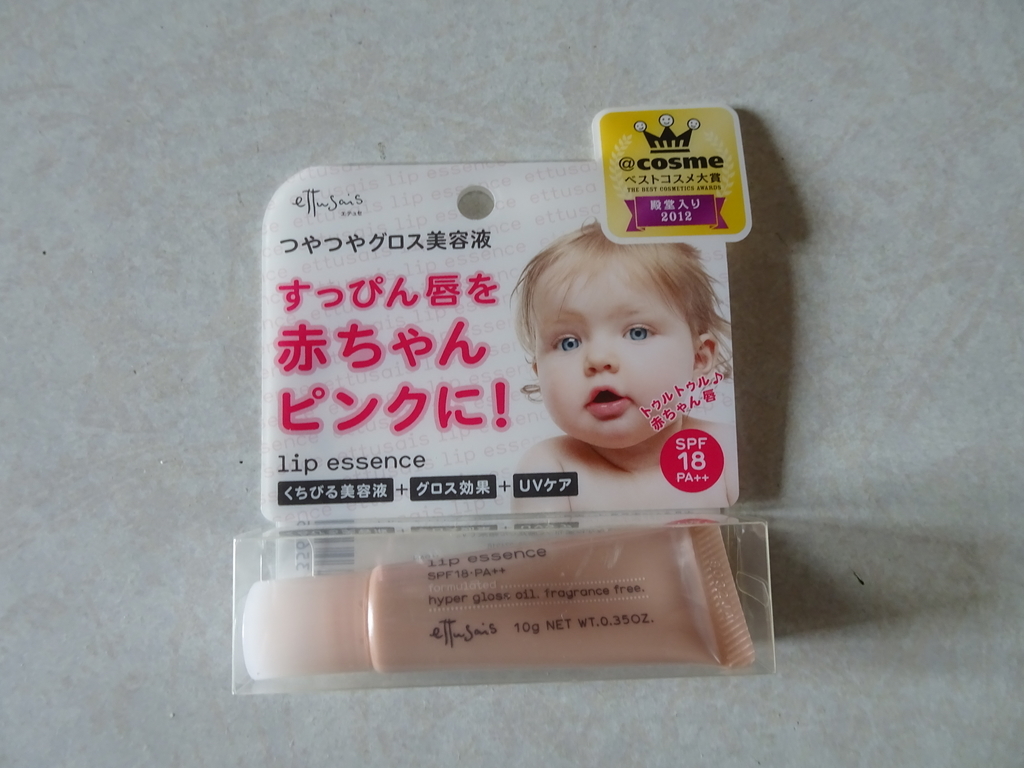 @cosme
ベストコスメ大賞
THE BEST COSMETICS AWARDS
殿堂入り
2012
ettusais
エテュセ
つやつやグロス美容液
すっぴん唇を
赤ちゃん
ピンクに!
トゥルトゥル♪
赤ちゃん唇
SPF
18
PA++
lip essence
くちびる美容液+グロス効果+UVケア
lip essence
SPF18・PA++
formulated
hyper gloss oil. fragrance free.
ettusais 10g NET WT.0.35OZ.